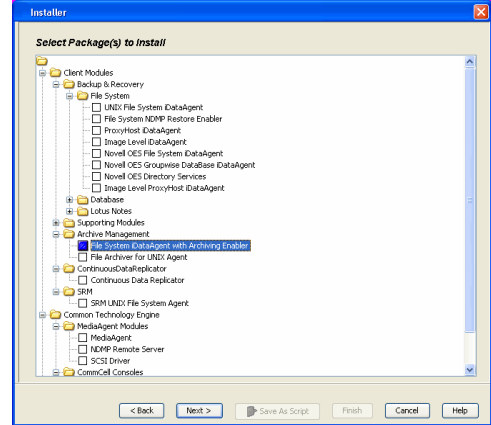 Installer
Select Package(s) to Install
Client Modules
Backup & Recovery
File System
UNIX File System iDataAgent
File System NDMP Restore Enabler
ProxyHost iDataAgent
Image Level iDataAgent
Novell OES File System iDataAgent
Novell OES Groupwise DataBase iDataAgent
Novell OES Directory Services
Image Level ProxyHost iDataAgent
Database
Lotus Notes
Supporting Modules
Archive Management
File System iDataAgent with Archiving Enabler
File Archiver for UNIX Agent
ContinuousDataReplicator
Continuous Data Replicator
SRM
SRM UNIX File System Agent
Common Technology Engine
MediaAgent Modules
MediaAgent
NDMP Remote Server
SCSI Driver
CommCell Consoles
< Back Next > Save As Script Finish Cancel Help